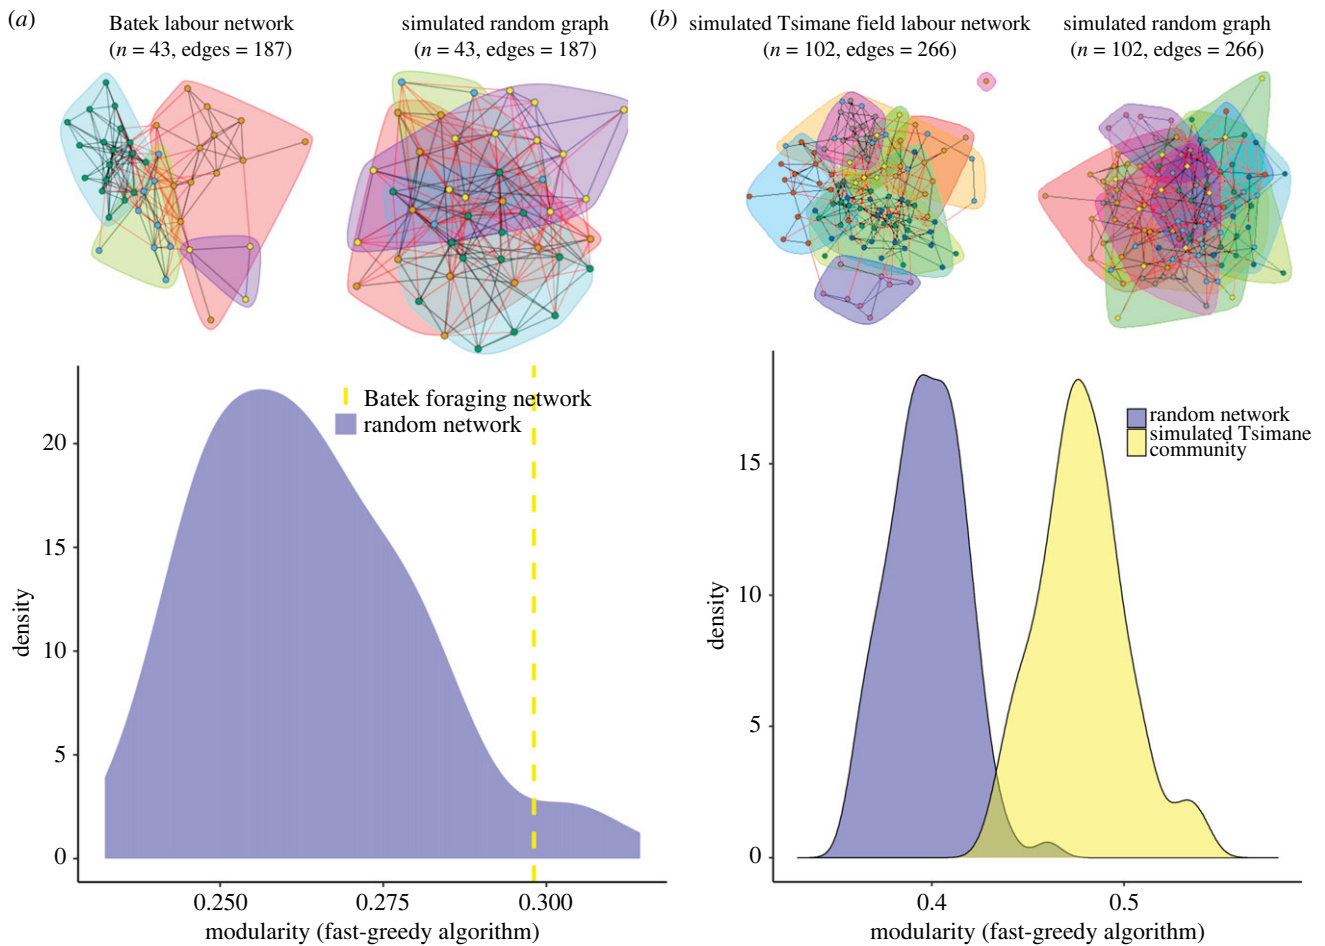 (a)
Batek labour network
(n = 43, edges = 187)
simulated random graph
(n = 43, edges = 187)
(b)
simulated Tsimane field labour network
(n = 102, edges = 266)
simulated random graph
(n = 102, edges = 266)
Batek foraging network
random network
density
20
15
10
5
0
0.250
0.275
0.300
modularity (fast-greedy algorithm)
random network
simulated Tsimane
community
density
15
10
5
0
0.4
0.5
modularity (fast-greedy algorithm)